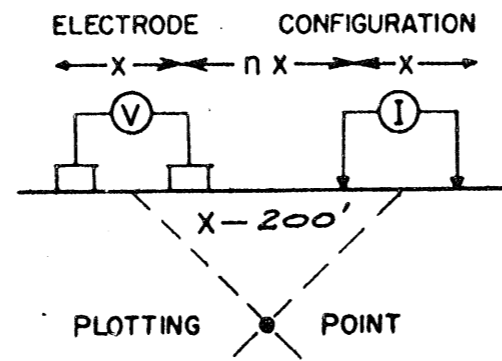 ELECTRODE CONFIGURATION
X n X X
V I
X — 200'
PLOTTING POINT